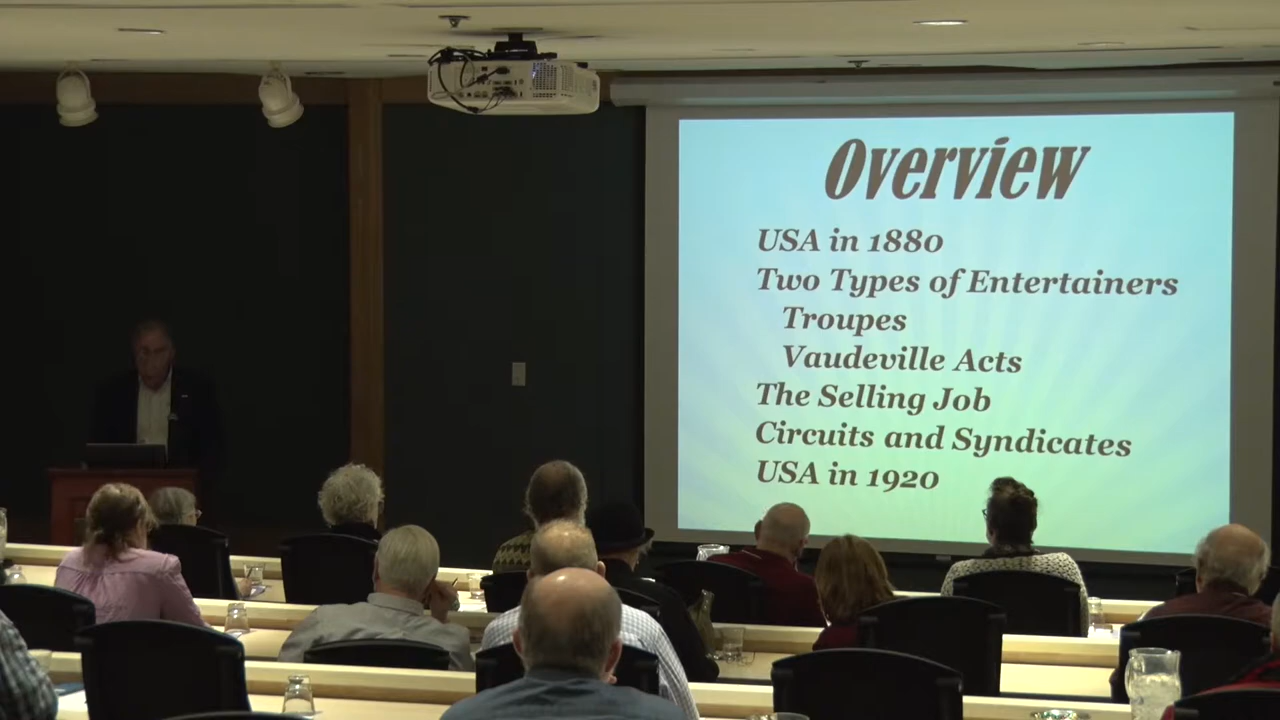 Overview
USA in 1880
Two Types of Entertainers
Troupes
Vaudeville Acts
The Selling Job
Circuits and Syndicates
USA in 1920